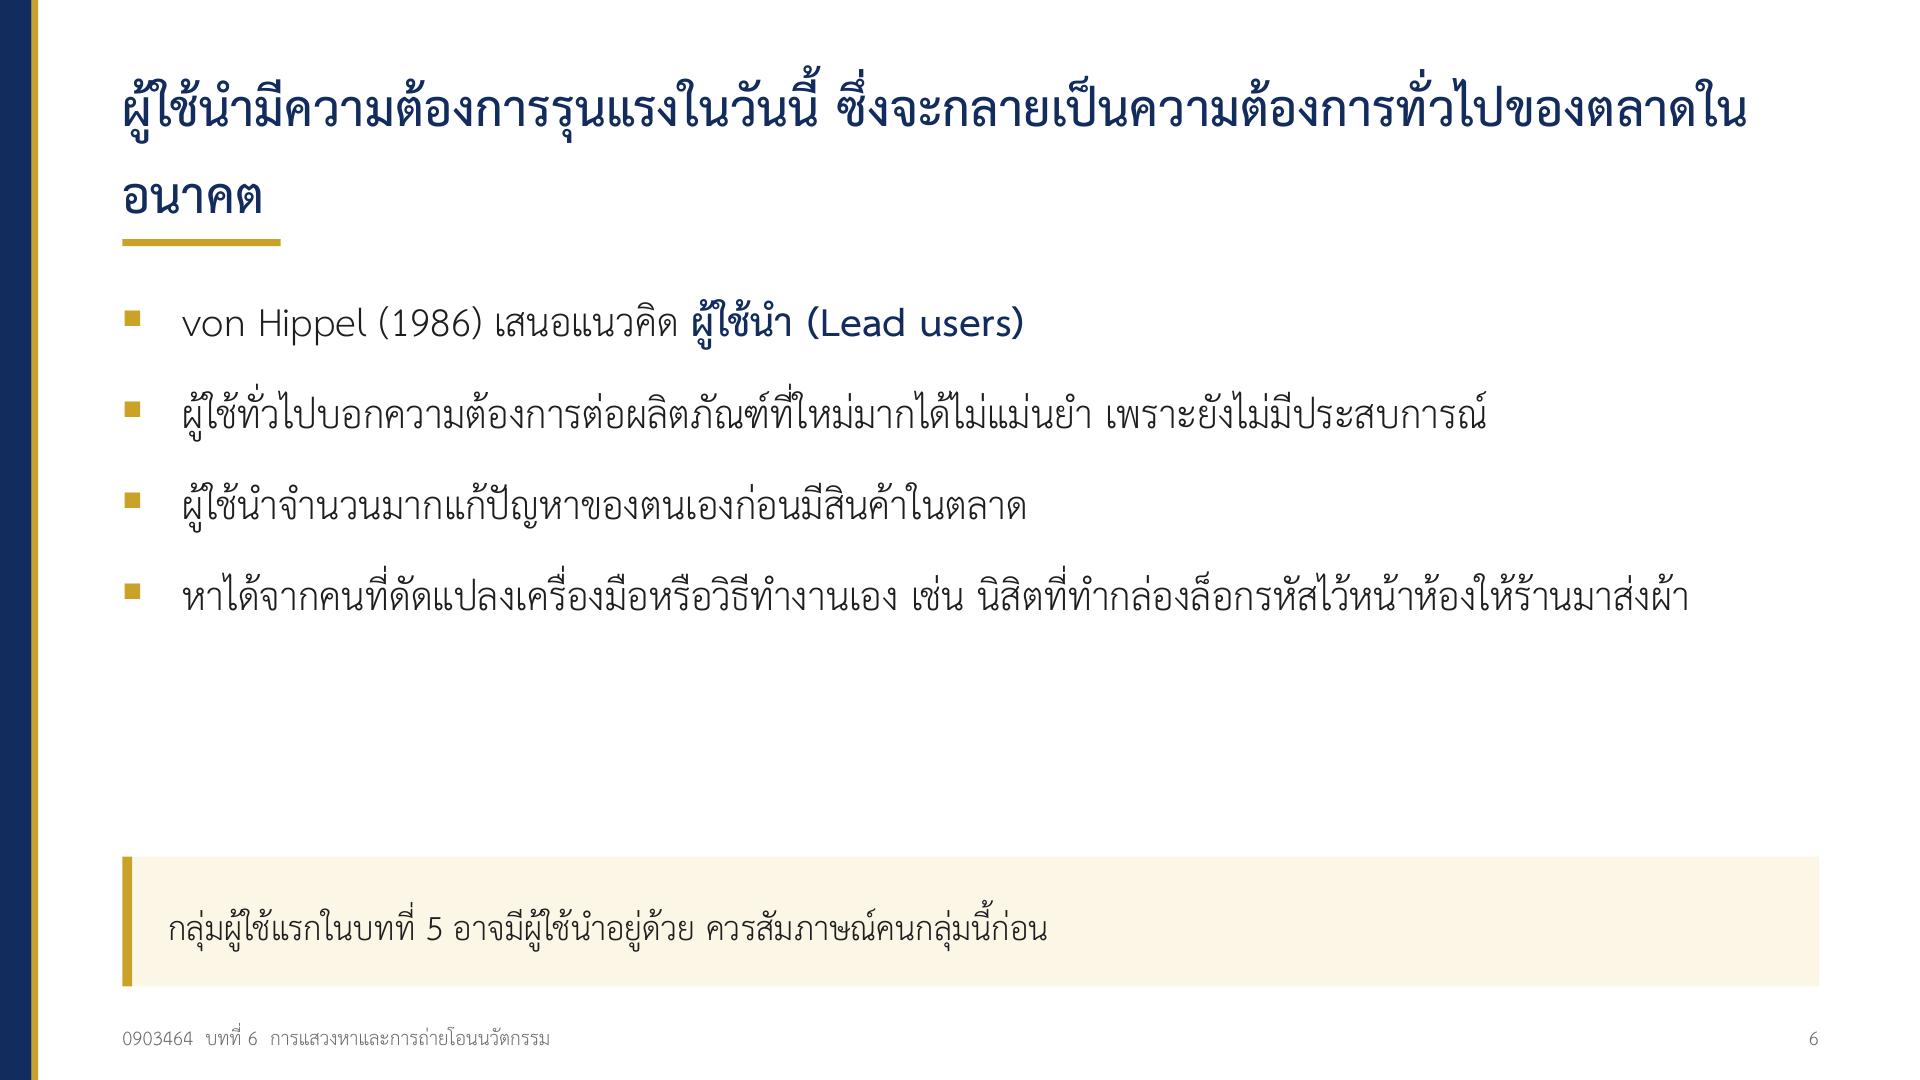 ผู้ใช้นำมีความต้องการรุนแรงในวันนี้ ซึ่งจะกลายเป็นความต้องการทั่วไปของตลาดใน
อนาคต
von Hippel (1986) เสนอแนวคิด ผู้ใช้นำ (Lead users)
ผู้ใช้ทั่วไปบอกความต้องการต่อผลิตภัณฑ์ที่ใหม่มากได้ไม่แม่นยำ เพราะยังไม่มีประสบการณ์
ผู้ใช้นำจำนวนมากแก้ปัญหาของตนเองก่อนมีสินค้าในตลาด
หาได้จากคนที่ดัดแปลงเครื่องมือหรือวิธีทำงานเอง เช่น นิสิตที่ทำกล่องล็อกรหัสไว้หน้าห้องให้ร้านมาส่งผ้า
กลุ่มผู้ใช้แรกในบทที่ 5 อาจมีผู้ใช้นำอยู่ด้วย ควรสัมภาษณ์คนกลุ่มนี้ก่อน
0903464 บทที่ 6 การแสวงหาและการถ่ายโอนนวัตกรรม
6